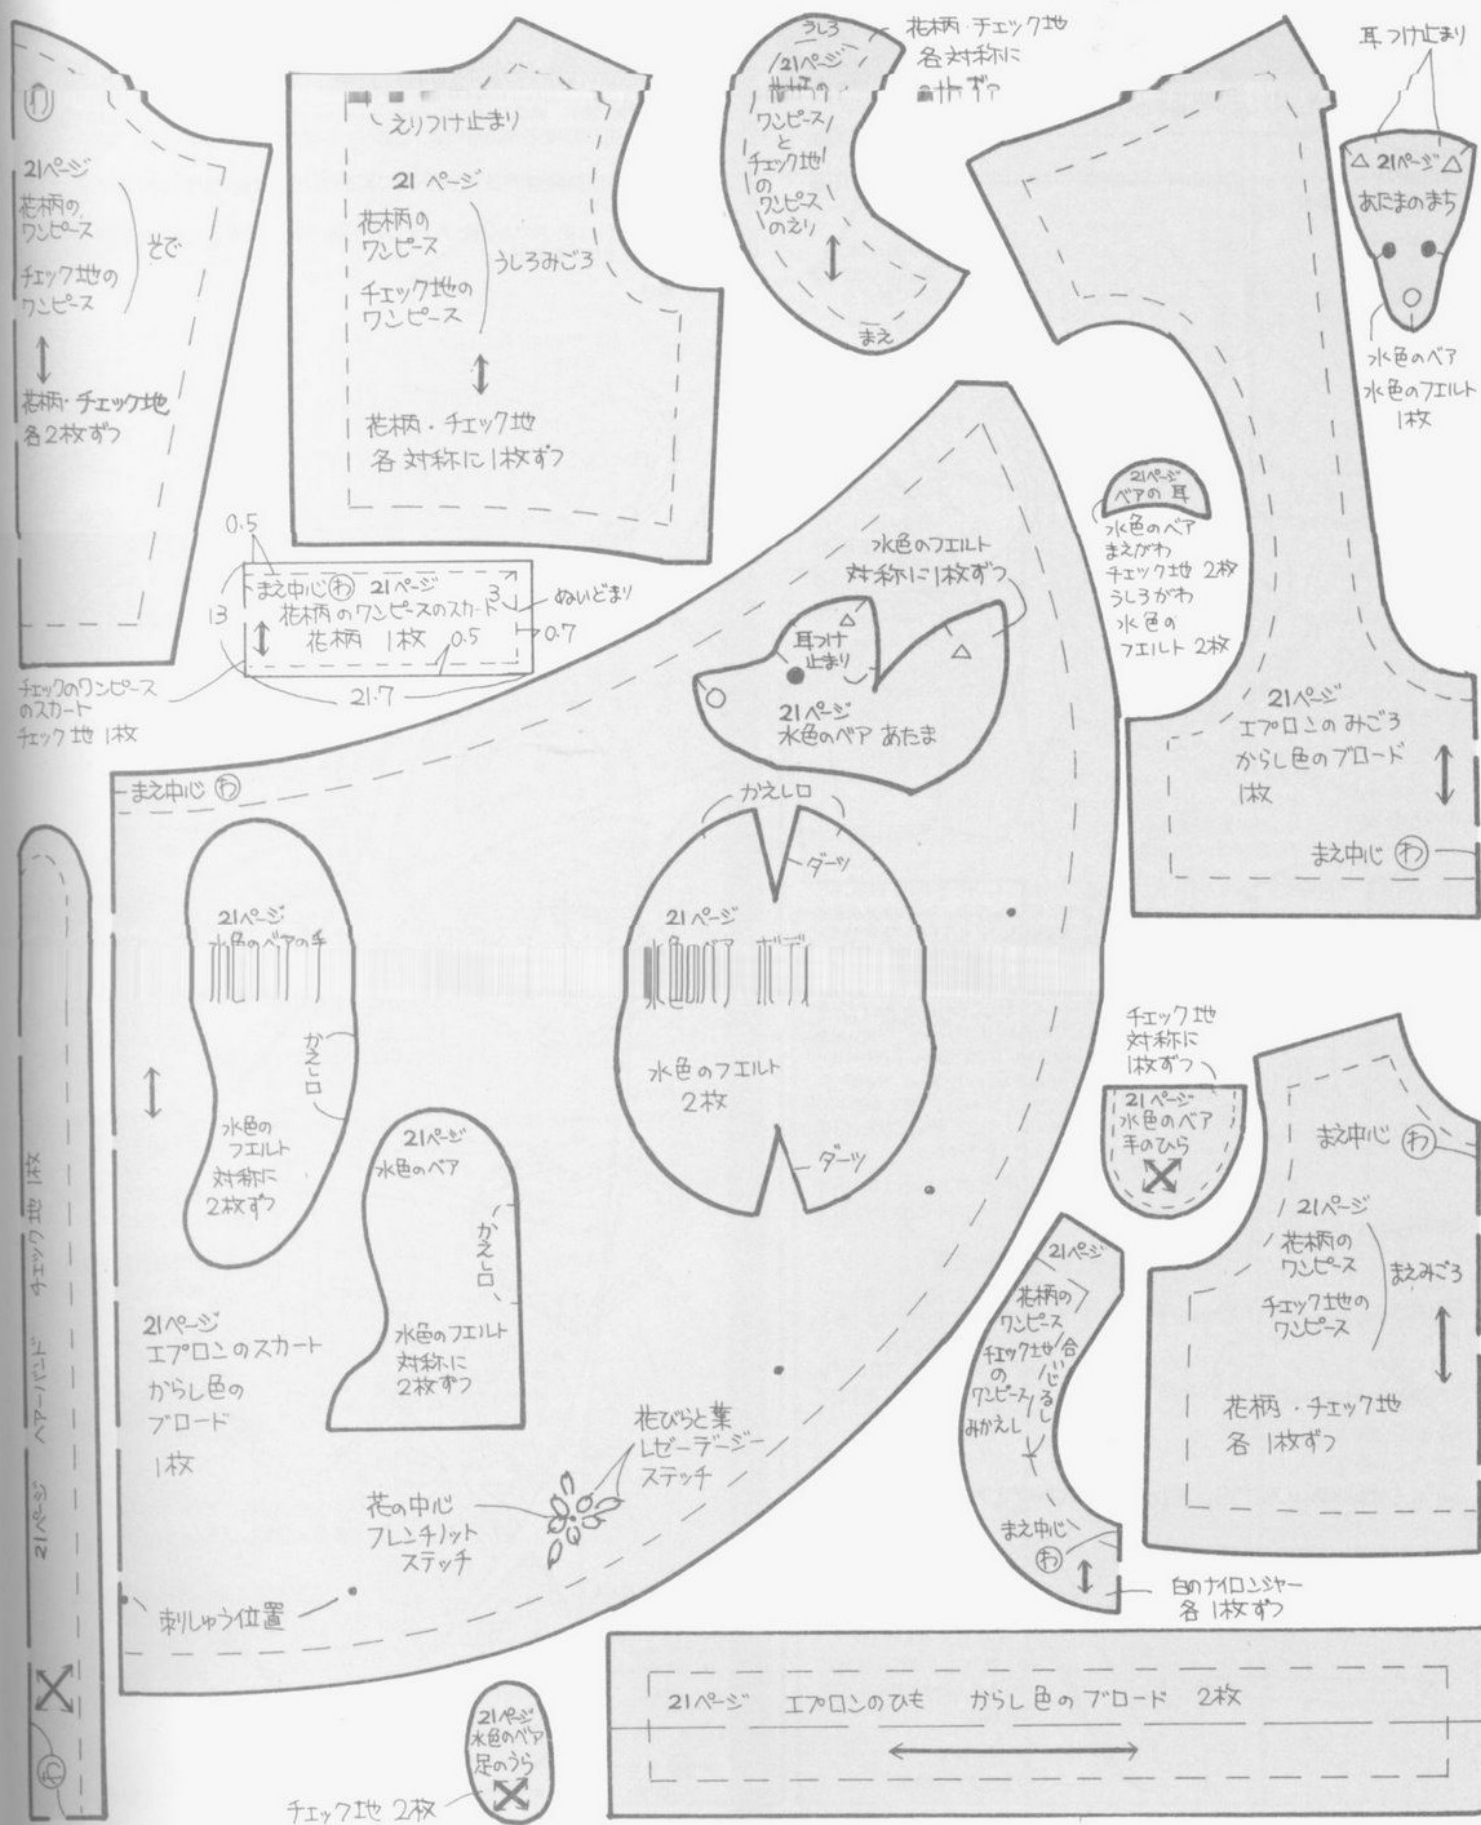 わ
21ページ
花柄の
ワンピース
チェック地の
ワンピース
そで
花柄・チェック地
各2枚ずつ
えりつけ止まり
21ページ
花柄の
ワンピース
チェック地の
ワンピース
うしろみごろ
花柄・チェック地
各対称に1枚ずつ
うしろ
21ページ
ワンピース
と
チェック地
の
ワンピース
のえり
まえ
花柄・チェック地
各対称に
耳つけ止まり
21ページ
あたまのまち
水色のベア
水色のフエルト
1枚
21ページ
ベアの耳
水色のベア
まえがわ
チェック地 2枚
うしろがわ
水色の
フエルト 2枚
0.5
まえ中心 わ 21ページ 3
花柄のワンピースのスカート
花柄 1枚 0.5
ぬいどまり
0.7
13
21.7
チェックのワンピース
のスカート
チェック地 1枚
水色のフエルト
対称に1枚ずつ
耳つけ
止まり
21ページ
水色のベア あたま
21ページ
エプロンのみごろ
からし色のブロード
1枚
まえ中心 わ
まえ中心 わ
かえし口
ダーツ
21ページ
水色のベア ボディ
水色のフエルト
2枚
ダーツ
21ページ
水色のベアの手
かえし口
水色の
フエルト
対称に
2枚ずつ
21ページ
水色のベア
かえし口
水色のフエルト
対称に
2枚ずつ
21ページ
エプロンのスカート
からし色の
ブロード
1枚
花びらと葉
レゼーデージー
ステッチ
花の中心
フレンチノット
ステッチ
刺しゅう位置
21ページ ヘアーバンド チェック地 1枚
わ
チェック地
対称に
1枚ずつ
21ページ
水色のベア
手のひら
まえ中心 わ
21ページ
花柄の
ワンピース
チェック地の
ワンピース
まえみごろ
花柄・チェック地
各1枚ずつ
21ページ
花柄の
ワンピース
チェック地
の
ワンピース
みかえし
合いじるし
まえ中心
わ
白のナイロンシャー
各1枚ずつ
21ページ
水色のベア
足のうら
チェック地 2枚
21ページ エプロンのひも からし色のブロード 2枚